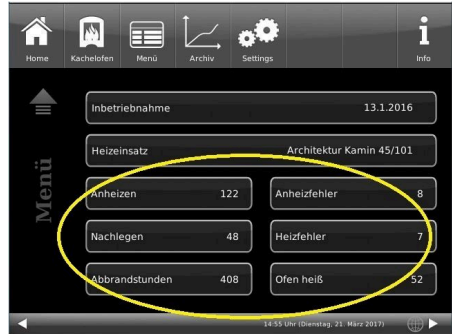 Home Kachelofen Menü Archiv Settings Info
Menü
Inbetriebnahme 13.1.2016
Heizeinsatz Architektur Kamin 45/101
Anheizen 122 Anheizfehler 8
Nachlegen 48 Heizfehler 7
Abbrandstunden 408 Ofen heiß 52
14:55 Uhr (Dienstag, 21. März 2017)